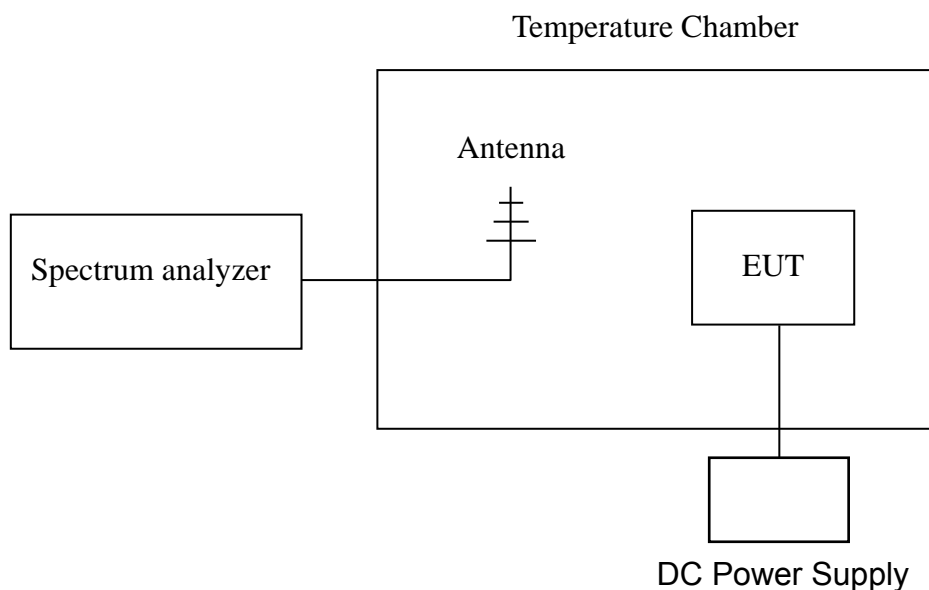 Temperature Chamber
Antenna
Spectrum analyzer
EUT
DC Power Supply